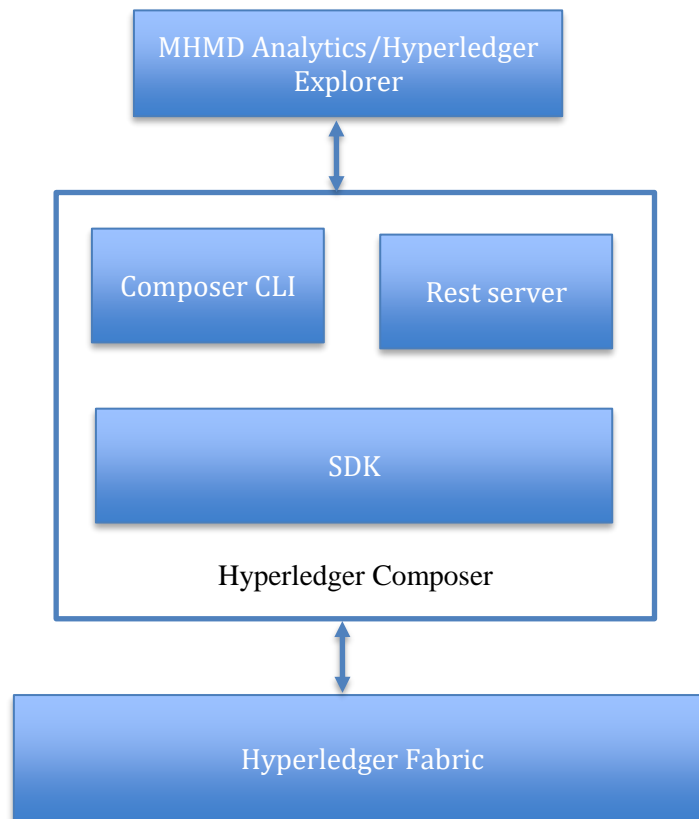 MHMD Analytics/Hyperledger
Explorer
Composer CLI
Rest server
SDK
Hyperledger Composer
Hyperledger Fabric